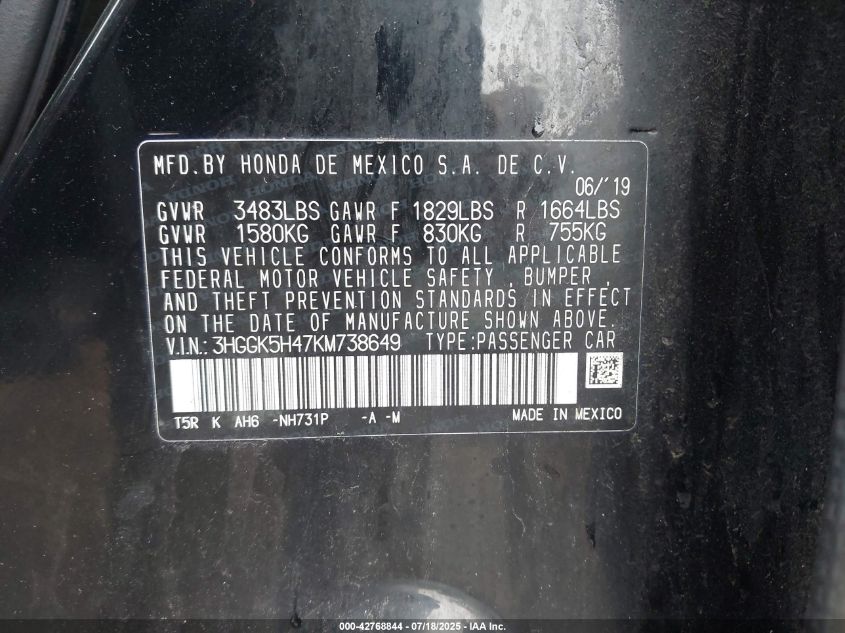 MFD.BY HONDA DE MEXICO S.A. DE C.V.
06/'19
GVWR 3483LBS GAWR F 1829LBS R 1664LBS
GVWR 1580KG GAWR F 830KG R 755KG
THIS VEHICLE CONFORMS TO ALL APPLICABLE
FEDERAL MOTOR VEHICLE SAFETY , BUMPER ,
AND THEFT PREVENTION STANDARDS IN EFFECT
ON THE DATE OF MANUFACTURE SHOWN ABOVE.
V.I.N.: 3HGGK5H47KM738649 TYPE:PASSENGER CAR
T5R K AH6 -NH731P -A -M MADE IN MEXICO
000-42768844 - 07/18/2025 - IAA Inc.